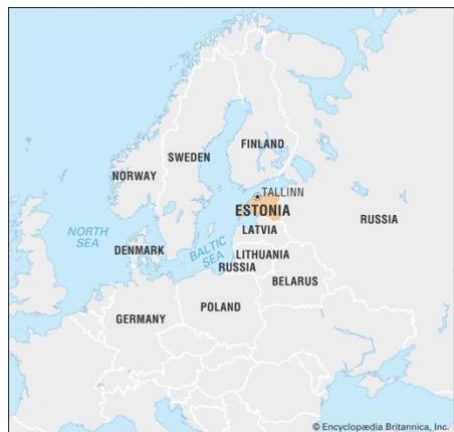 FINLAND
SWEDEN
NORWAY
TALLINN
ESTONIA
RUSSIA
LATVIA
NORTH
SEA
DENMARK
BALTIC
SEA
LITHUANIA
RUSSIA
BELARUS
POLAND
GERMANY
© Encyclopædia Britannica, Inc.